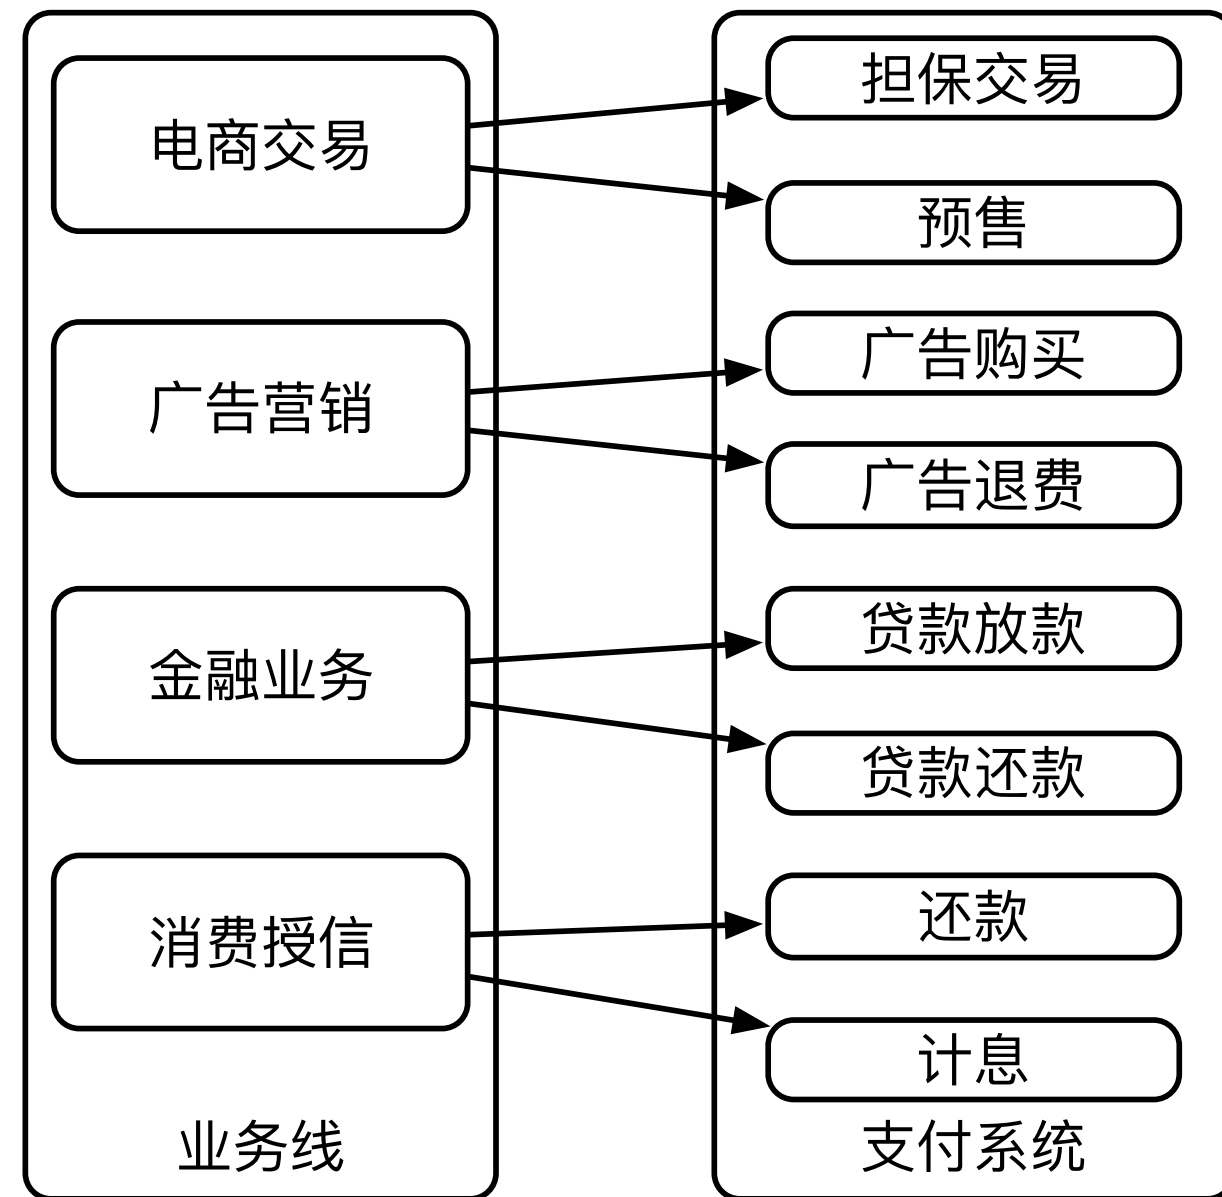 电商交易
广告营销
金融业务
消费授信
业务线
担保交易
预售
广告购买
广告退费
贷款放款
贷款还款
还款
计息
支付系统